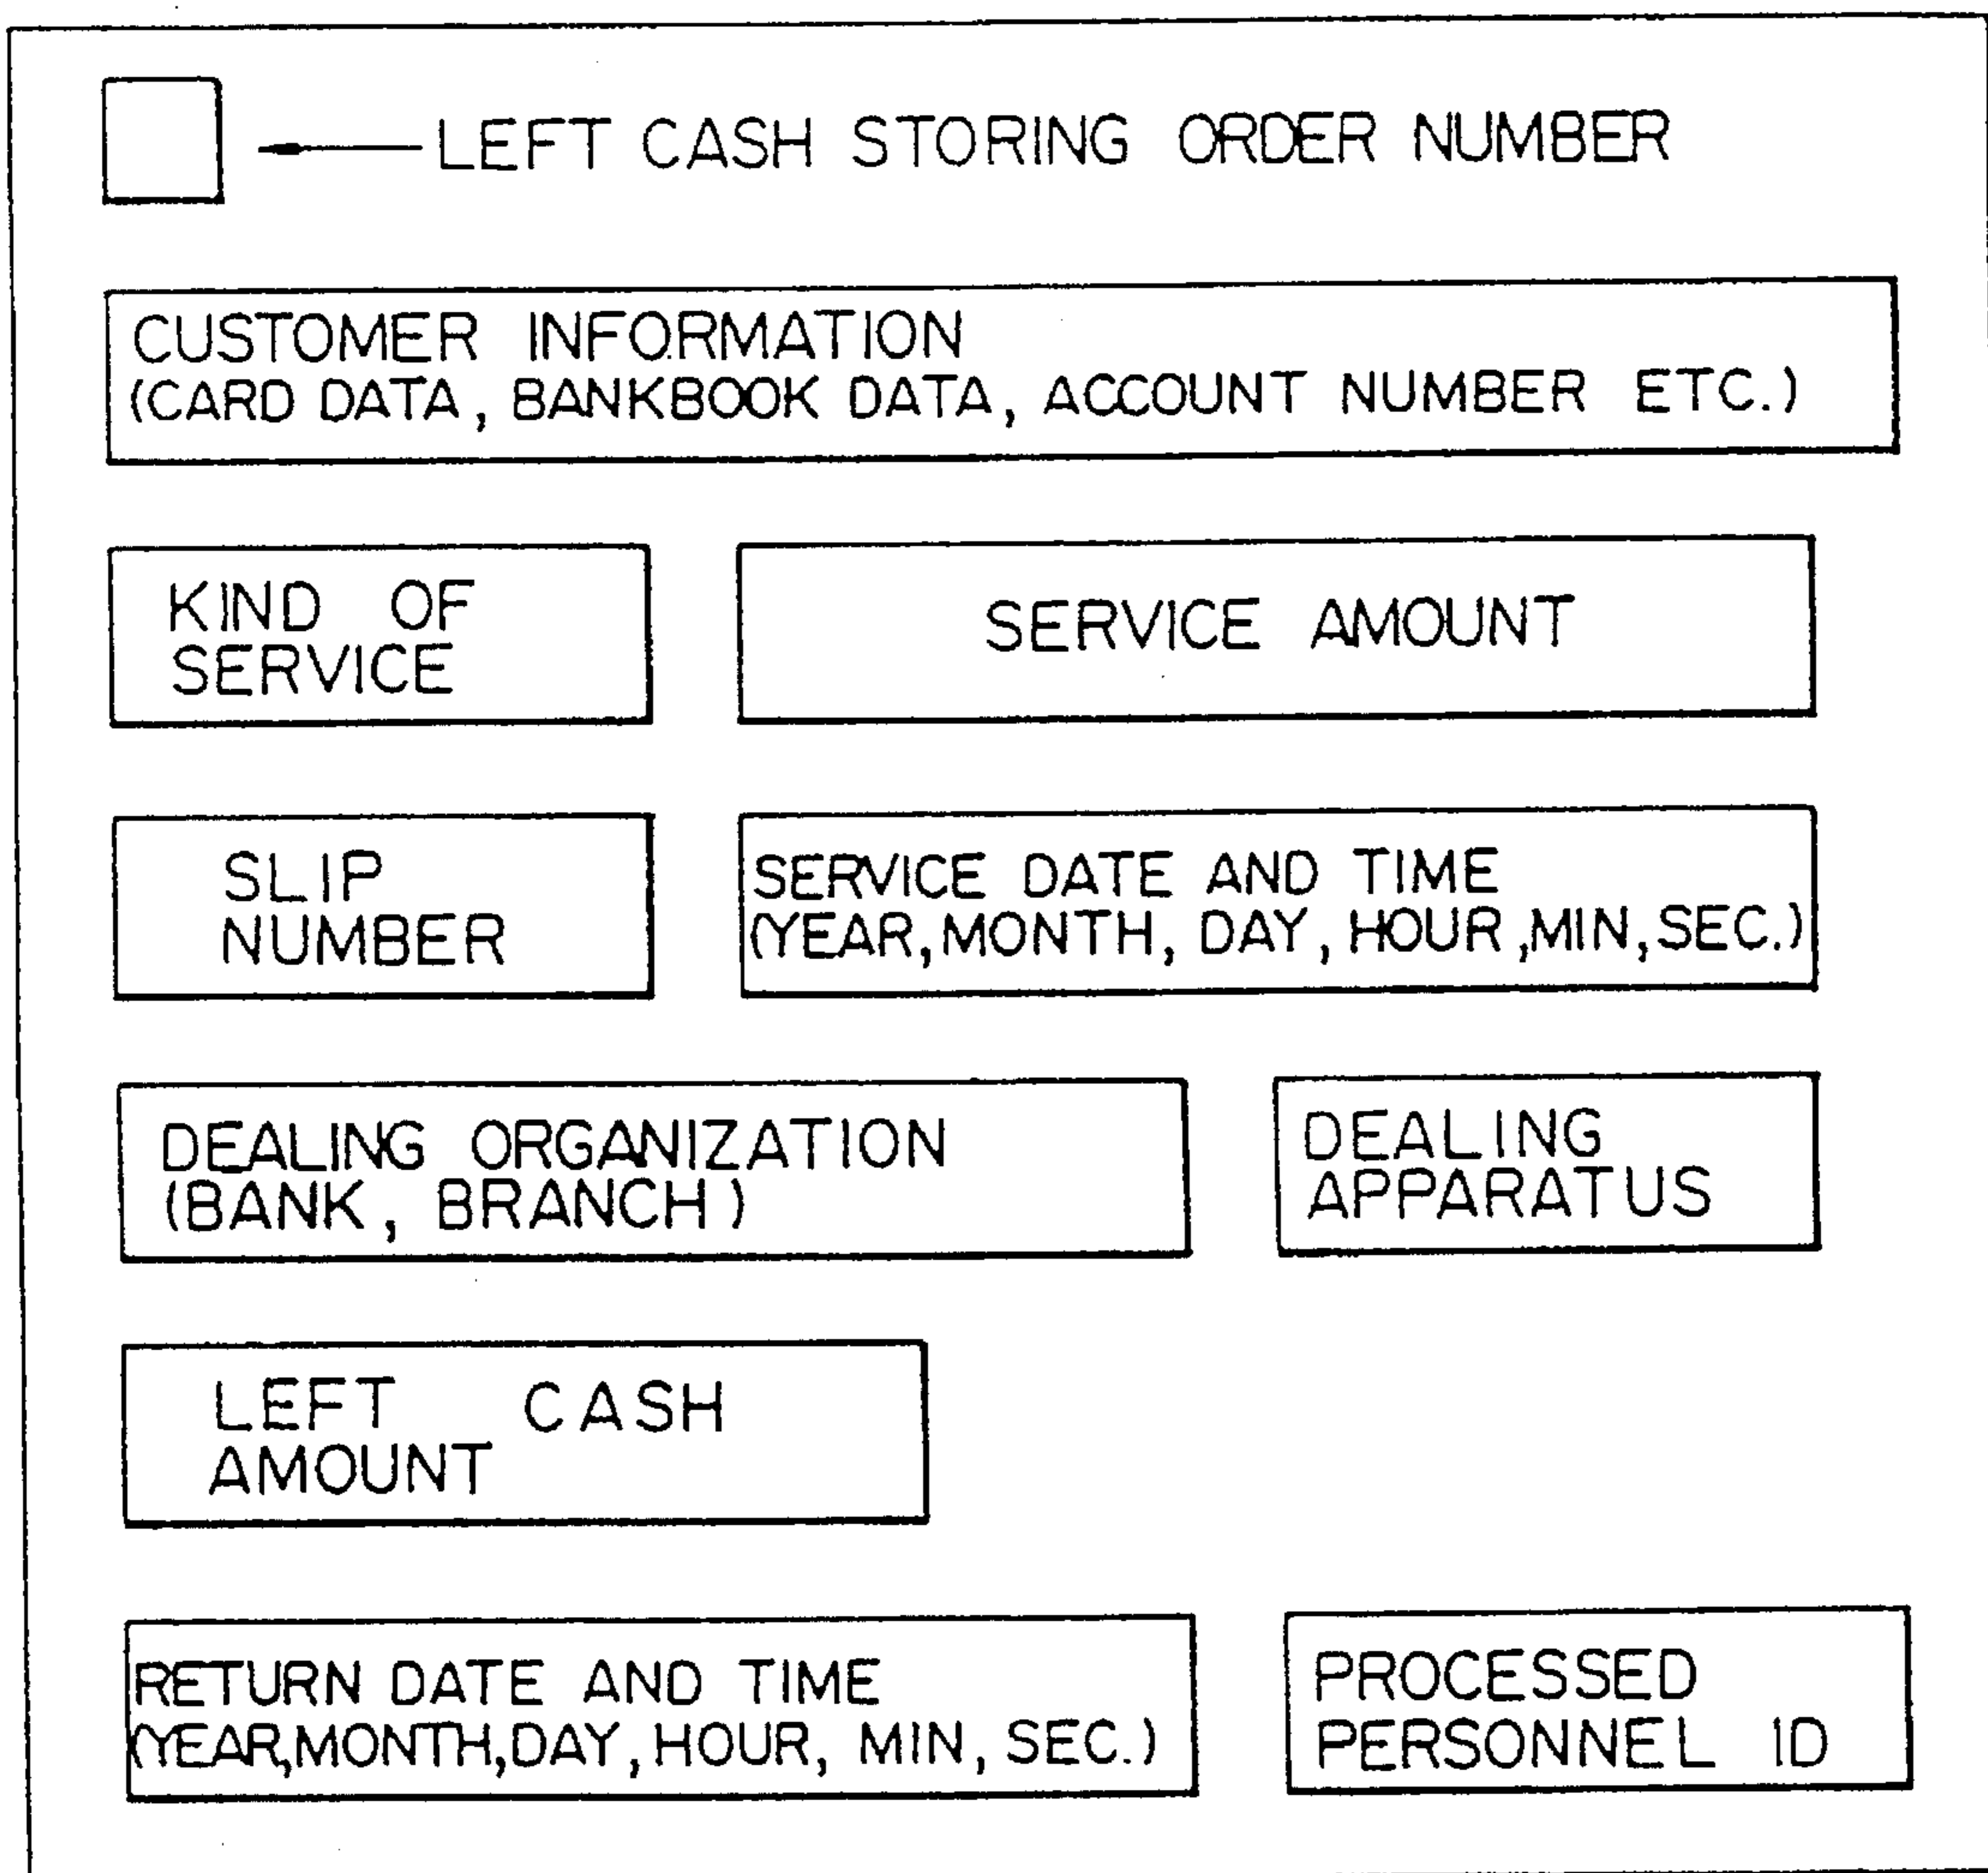 LEFT CASH STORING ORDER NUMBER
CUSTOMER INFORMATION
(CARD DATA, BANKBOOK DATA, ACCOUNT NUMBER ETC.)
KIND OF
SERVICE
SERVICE AMOUNT
SLIP
NUMBER
SERVICE DATE AND TIME
(YEAR,MONTH, DAY, HOUR,MIN,SEC.)
DEALING ORGANIZATION
(BANK, BRANCH)
DEALING
APPARATUS
LEFT CASH
AMOUNT
RETURN DATE AND TIME
(YEAR,MONTH,DAY,HOUR, MIN, SEC.)
PROCESSED
PERSONNEL ID